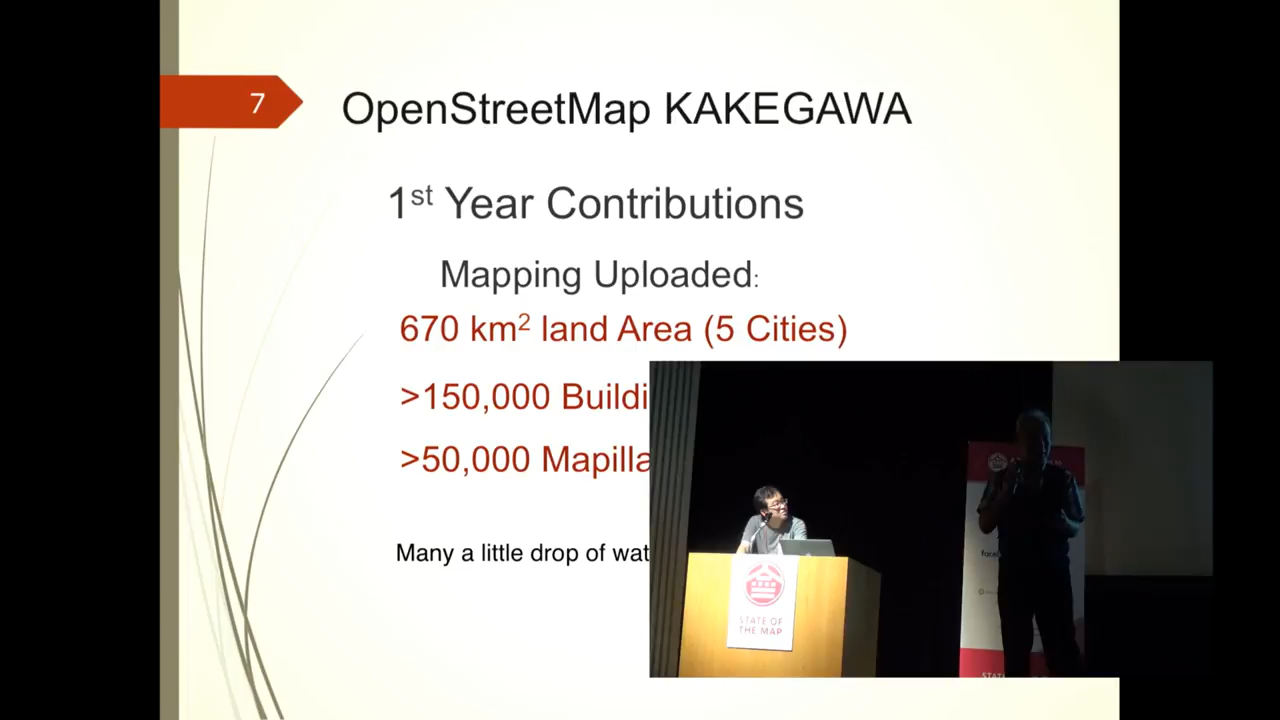 7
OpenStreetMap KAKEGAWA
1st Year Contributions
Mapping Uploaded:
670 km2 land Area (5 Cities)
>150,000 Buildi
>50,000 Mapilla
Many a little drop of wat
STATE OF
THE MAP